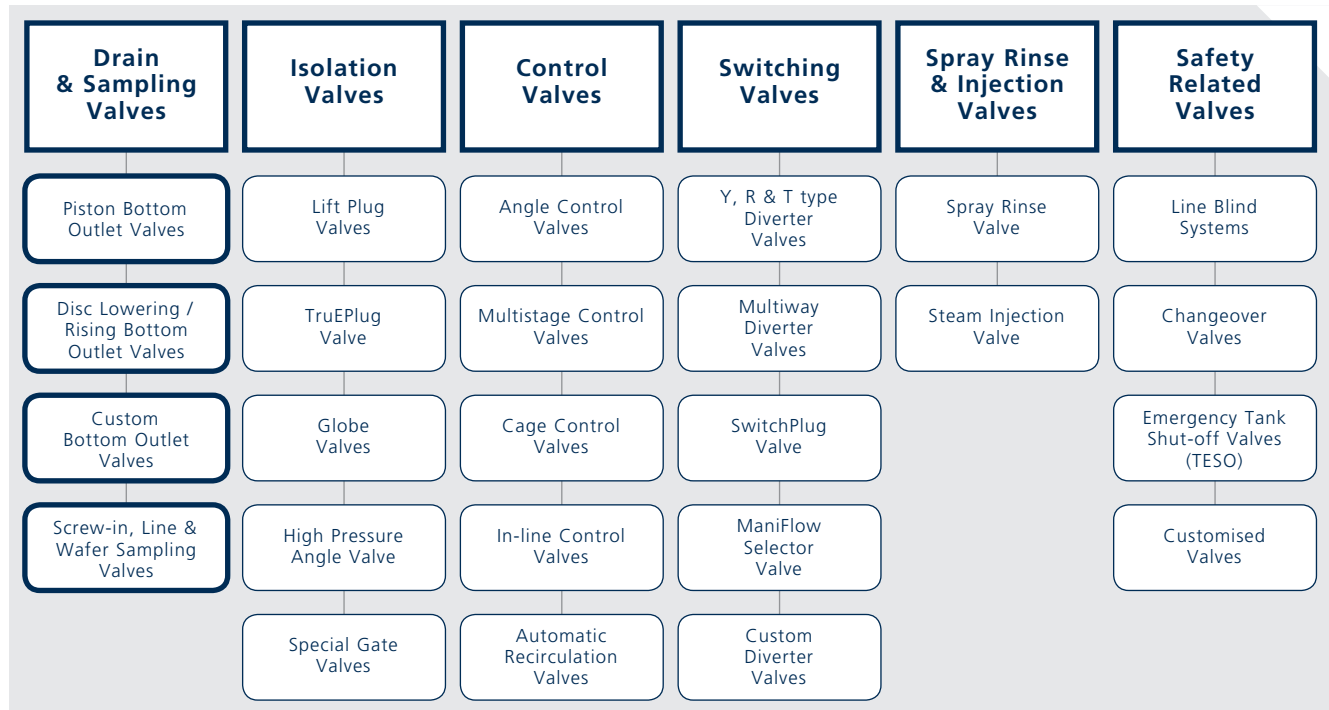 Drain
& Sampling
Valves
Piston Bottom
Outlet Valves
Disc Lowering /
Rising Bottom
Outlet Valves
Custom
Bottom Outlet
Valves
Screw-in, Line &
Wafer Sampling
Valves
Isolation
Valves
Lift Plug
Valves
TruEPlug
Valve
Globe
Valves
High Pressure
Angle Valve
Special Gate
Valves
Control
Valves
Angle Control
Valves
Multistage Control
Valves
Cage Control
Valves
In-line Control
Valves
Automatic
Recirculation
Valves
Switching
Valves
Y, R & T type
Diverter
Valves
Multiway
Diverter
Valves
SwitchPlug
Valve
ManiFlow
Selector
Valve
Custom
Diverter
Valves
Spray Rinse
& Injection
Valves
Spray Rinse
Valve
Steam Injection
Valve
Safety
Related
Valves
Line Blind
Systems
Changeover
Valves
Emergency Tank
Shut-off Valves
(TESO)
Customised
Valves